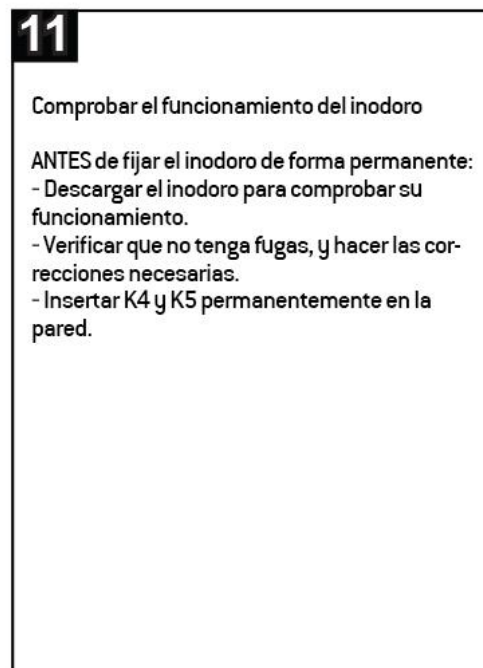 11
Comprobar el funcionamiento del inodoro
ANTES de fijar el inodoro de forma permanente:
- Descargar el inodoro para comprobar su
funcionamiento.
- Verificar que no tenga fugas, y hacer las cor-
recciones necesarias.
- Insertar K4 y K5 permanentemente en la
pared.